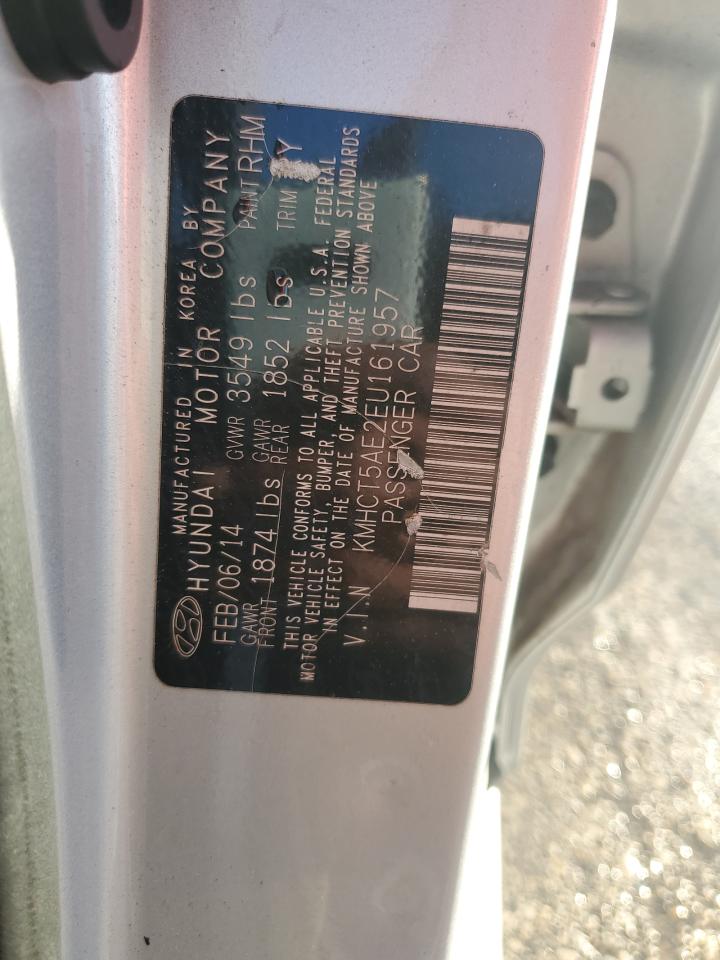 MANUFACTURED IN KOREA BY
HYUNDAI MOTOR COMPANY
FEB/06/14 GVWR 3549 lbs PAINT RHM
GAWR FRONT 1874 lbs GAWR REAR 1852 lbs TRIM
THIS VEHICLE CONFORMS TO ALL APPLICABLE U.S.A. FEDERAL
MOTOR VEHICLE SAFETY, BUMPER, AND THEFT PREVENTION STANDARDS
IN EFFECT ON THE DATE OF MANUFACTURE SHOWN ABOVE
V.I.N KMHCT5AE2EU161957
PASSENGER CAR